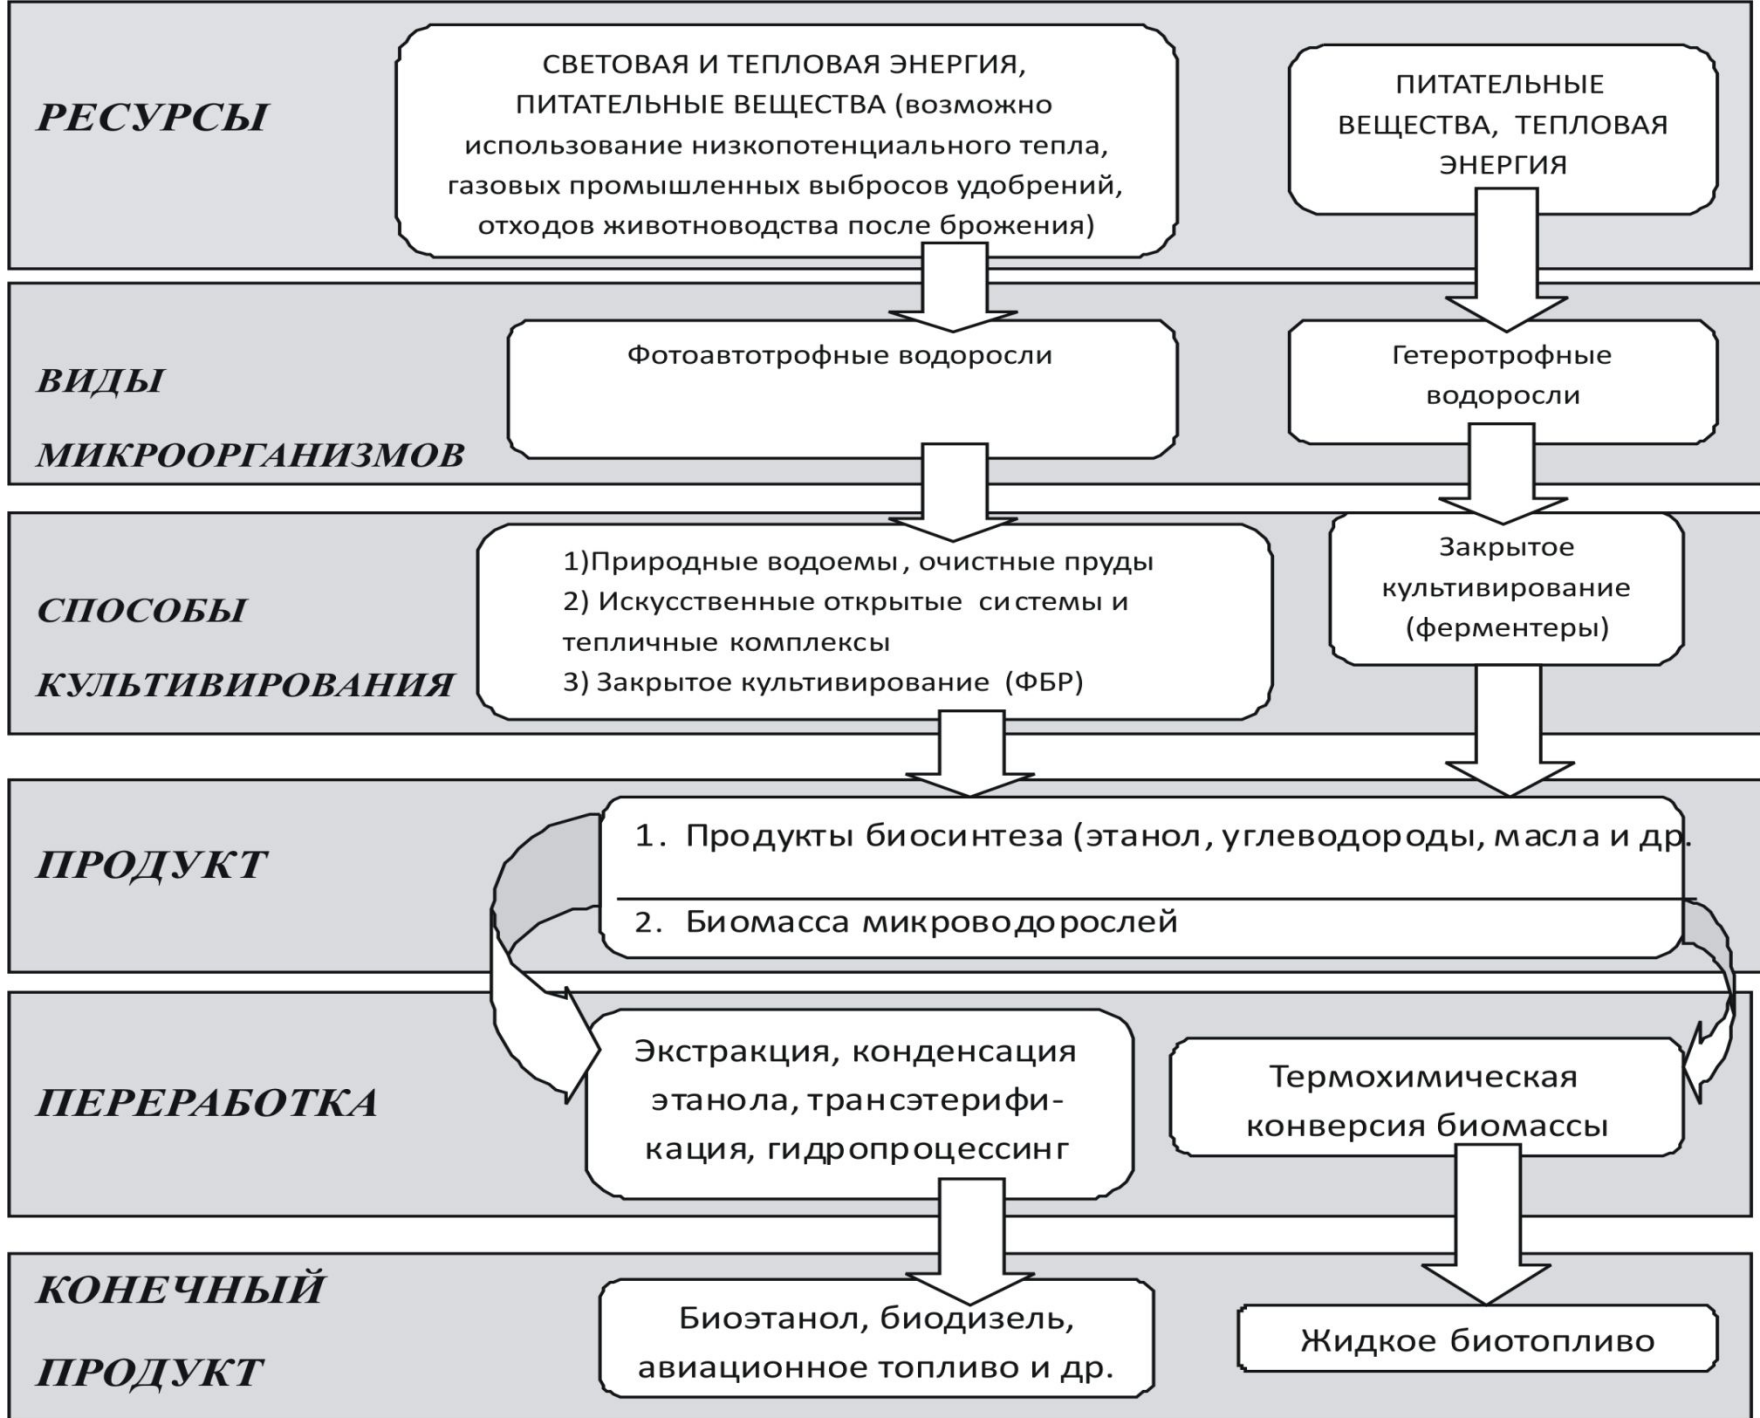 РЕСУРСЫ
СВЕТОВАЯ И ТЕПЛОВАЯ ЭНЕРГИЯ,
ПИТАТЕЛЬНЫЕ ВЕЩЕСТВА (возможно
использование низкопотенциального тепла,
газовых промышленных выбросов удобрений,
отходов животноводства после брожения)
ПИТАТЕЛЬНЫЕ
ВЕЩЕСТВА, ТЕПЛОВАЯ
ЭНЕРГИЯ
ВИДЫ
МИКРООРГАНИЗМОВ
Фотоавтотрофные водоросли
Гетеротрофные
водоросли
СПОСОБЫ
КУЛЬТИВИРОВАНИЯ
1)Природные водоемы, очистные пруды
2) Искусственные открытые системы и
тепличные комплексы
3) Закрытое культивирование (ФБР)
Закрытое
культивирование
(ферментеры)
ПРОДУКТ
1. Продукты биосинтеза (этанол, углеводороды, масла и др.
2. Биомасса микроводорослей
ПЕРЕРАБОТКА
Экстракция, конденсация
этанола, трансэтерифи-
кация, гидропроцессинг
Термохимическая
конверсия биомассы
КОНЕЧНЫЙ
ПРОДУКТ
Биоэтанол, биодизель,
авиационное топливо и др.
Жидкое биотопливо